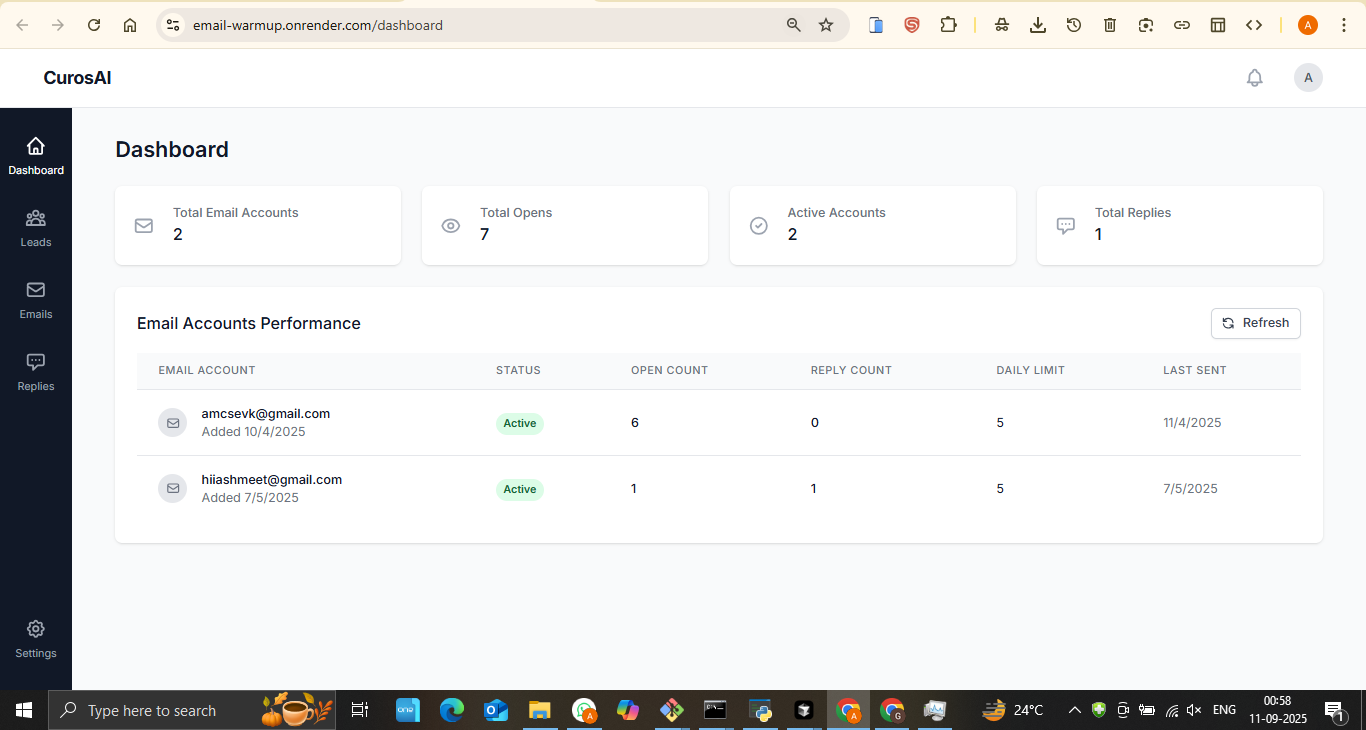 email-warmup.onrender.com/dashboard
A
CurosAI
A
Dashboard
Leads
Emails
Replies
Settings
Dashboard
Total Email Accounts
2
Total Opens
7
Active Accounts
2
Total Replies
1
Email Accounts Performance
Refresh
EMAIL ACCOUNT STATUS OPEN COUNT REPLY COUNT DAILY LIMIT LAST SENT
amcsevk@gmail.com Active 6 0 5 11/4/2025
Added 10/4/2025
hiiashmeet@gmail.com Active 1 1 5 7/5/2025
Added 7/5/2025
Type here to search
one
A
A
G
24°C
ENG
00:58
11-09-2025
1